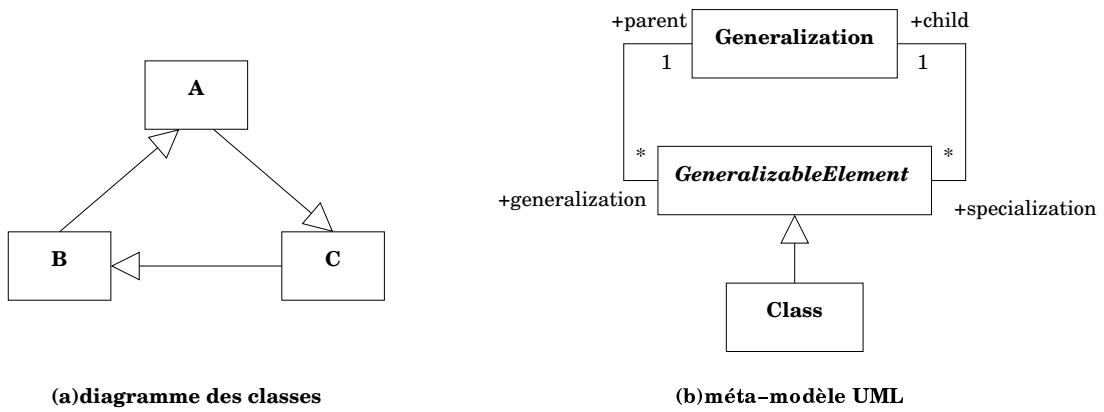 A
B
C
(a)diagramme des classes
+parent
+child
Generalization
1
1
*
*
GeneralizableElement
+generalization
+specialization
Class
(b)méta–modèle UML